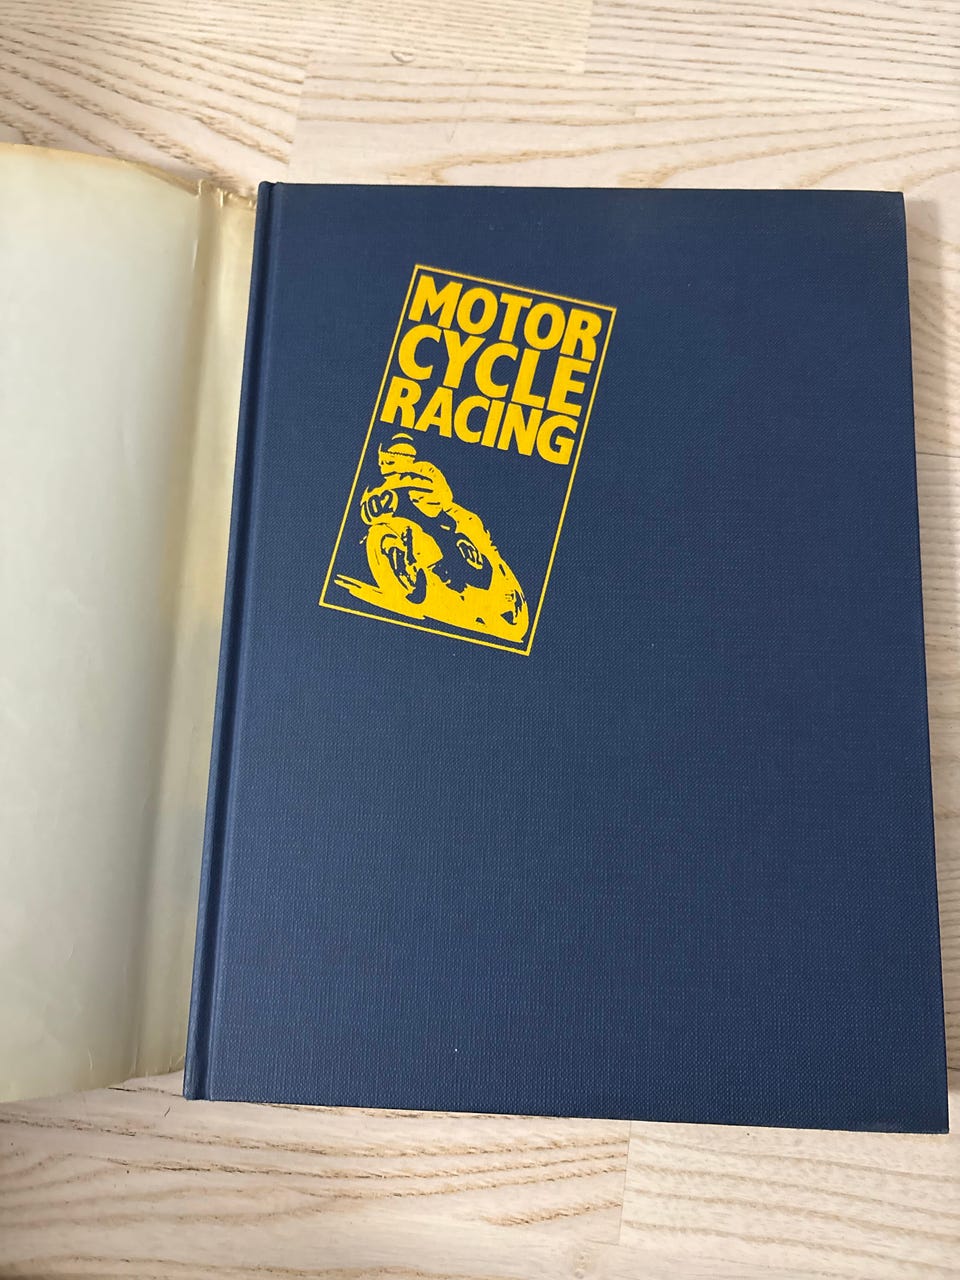 MOTOR
CYCLE
RACING
102